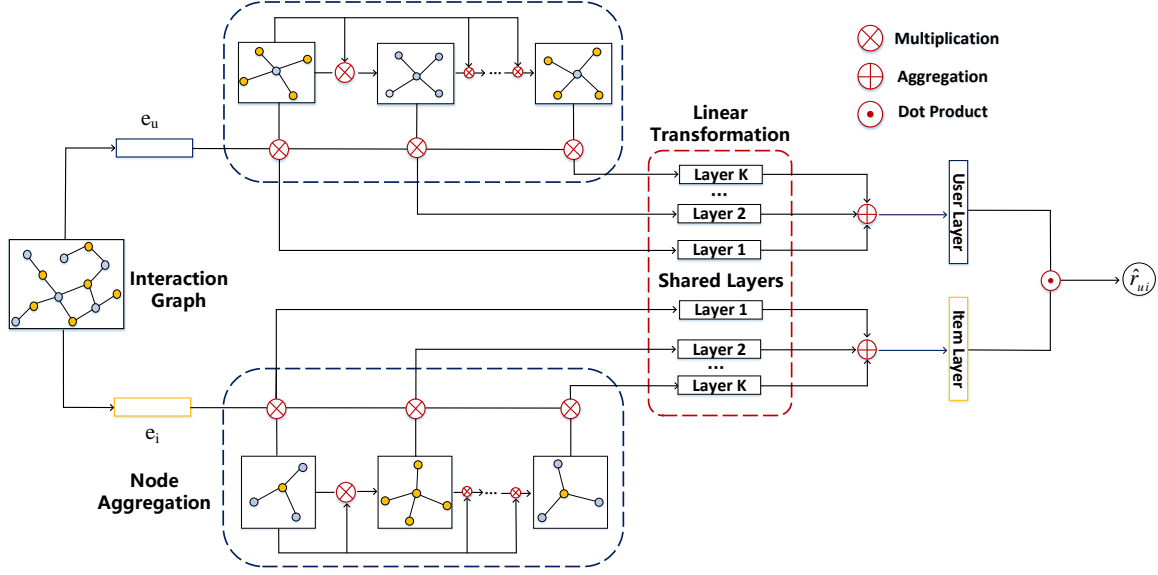 Multiplication
Aggregation
Dot Product
e_u
Linear
Transformation
Layer K
...
Layer 2
Layer 1
User Layer
Interaction
Graph
Shared Layers
r̂_ui
Layer 1
Layer 2
...
Layer K
Item Layer
e_i
Node
Aggregation
...
...